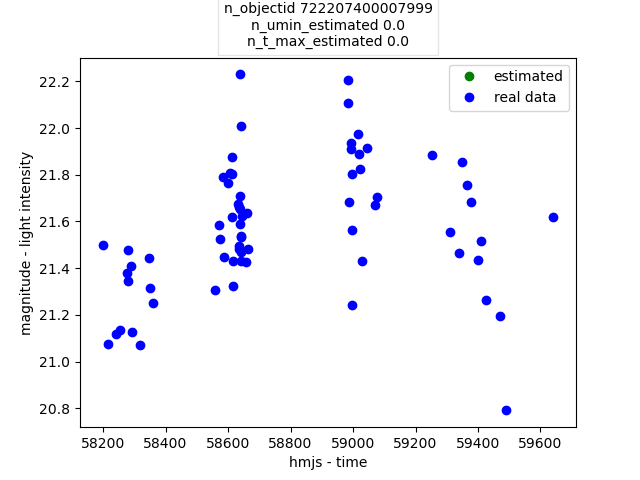 n_objectid 722207400007999
n_umin_estimated 0.0
n_t_max_estimated 0.0
estimated
real data
22.2
22.0
21.8
21.6
21.4
21.2
21.0
20.8
magnitude - light intensity
58200 58400 58600 58800 59000 59200 59400 59600
hmjs - time